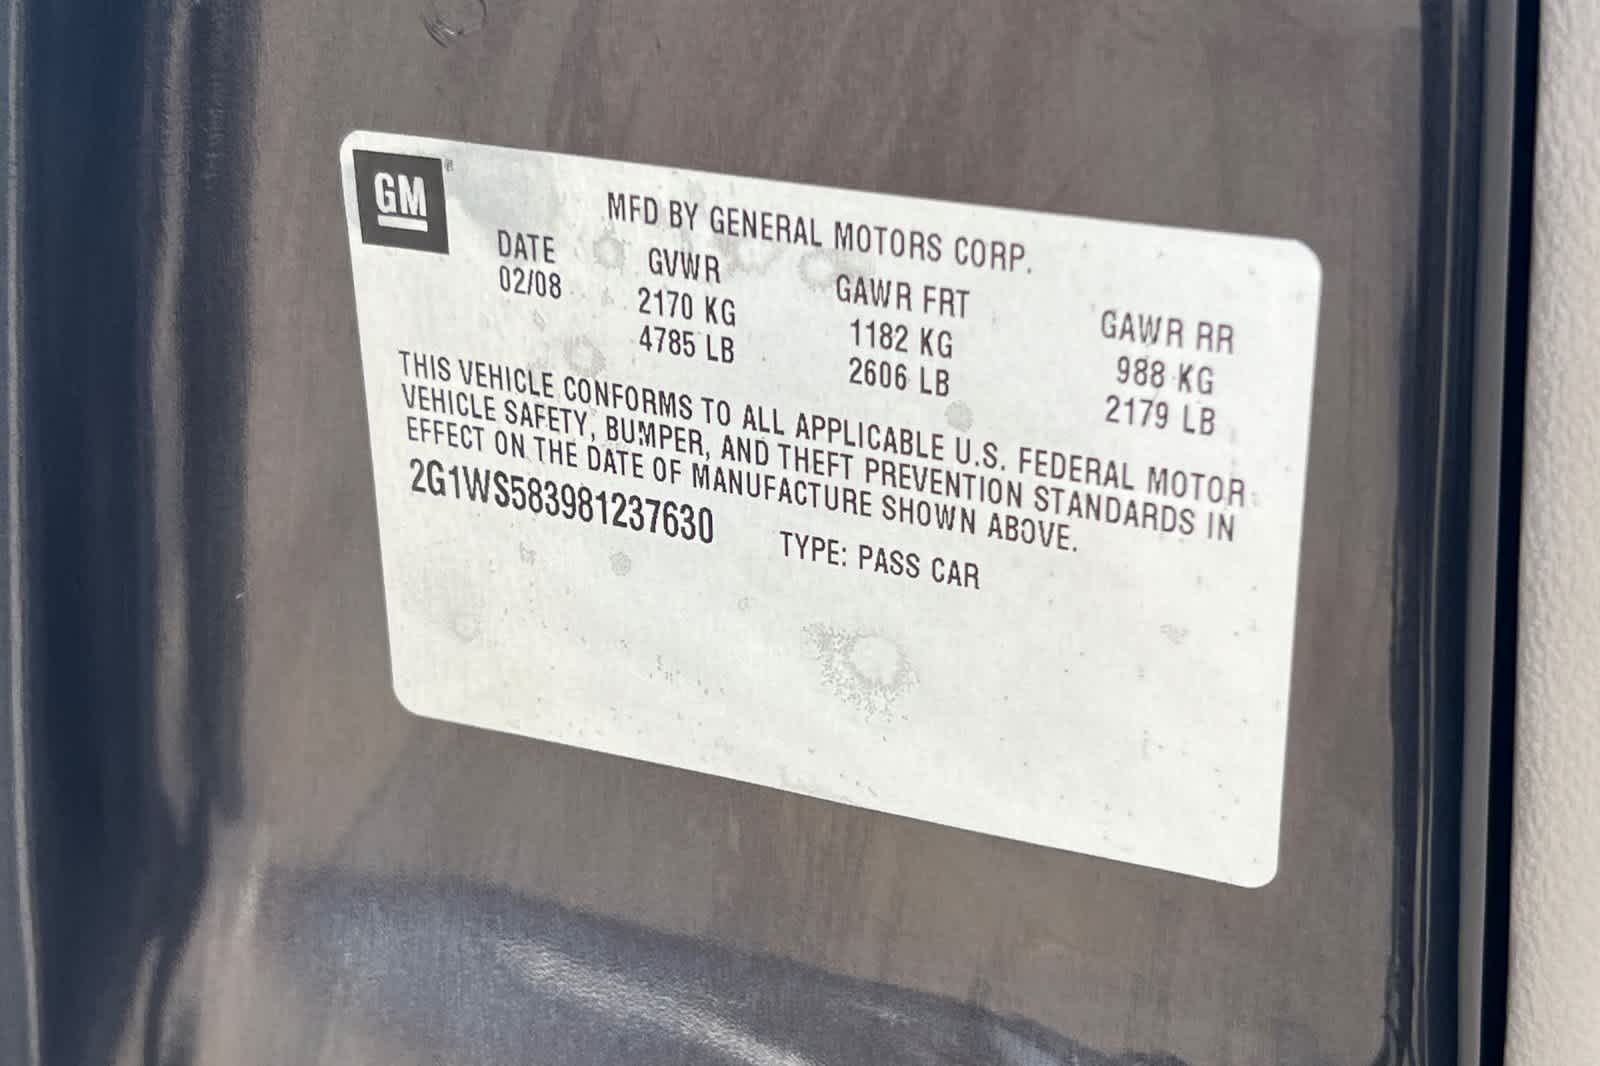 GM
MFD BY GENERAL MOTORS CORP.
DATE GVWR GAWR FRT GAWR RR
02/08 2170 KG 1182 KG 988 KG
4785 LB 2606 LB 2179 LB
THIS VEHICLE CONFORMS TO ALL APPLICABLE U.S. FEDERAL MOTOR
VEHICLE SAFETY, BUMPER, AND THEFT PREVENTION STANDARDS IN
EFFECT ON THE DATE OF MANUFACTURE SHOWN ABOVE.
2G1WS583981237630 TYPE: PASS CAR